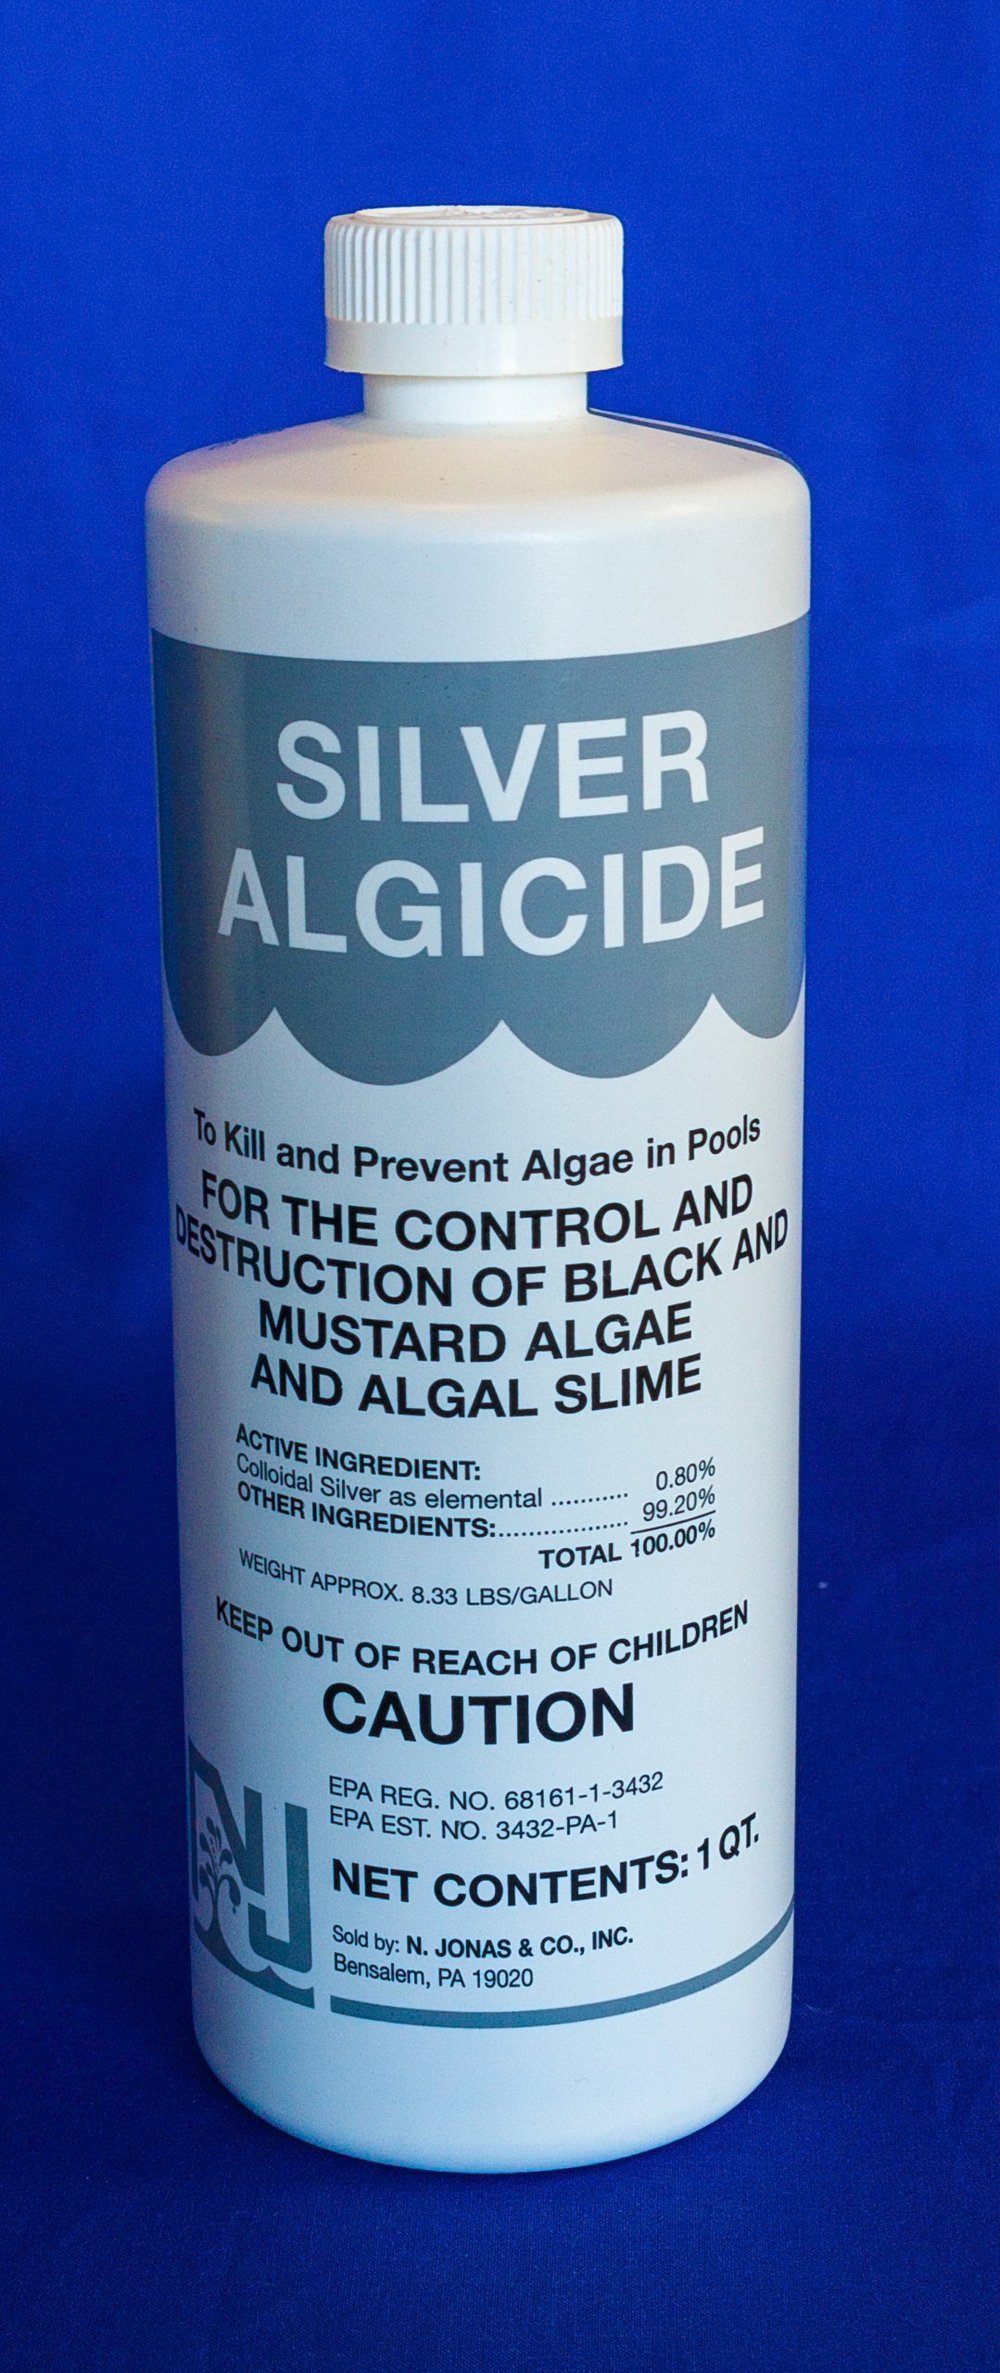 SILVER
ALGICIDE
To Kill and Prevent Algae in Pools
FOR THE CONTROL AND
DESTRUCTION OF BLACK AND
MUSTARD ALGAE
AND ALGAL SLIME
ACTIVE INGREDIENT:
Colloidal Silver as elemental ........... 0.80%
OTHER INGREDIENTS:................... 99.20%
TOTAL 100.00%
WEIGHT APPROX. 8.33 LBS/GALLON
KEEP OUT OF REACH OF CHILDREN
CAUTION
EPA REG. NO. 68161-1-3432
EPA EST. NO. 3432-PA-1
NET CONTENTS: 1 QT.
NJ
Sold by: N. JONAS & CO., INC.
Bensalem, PA 19020